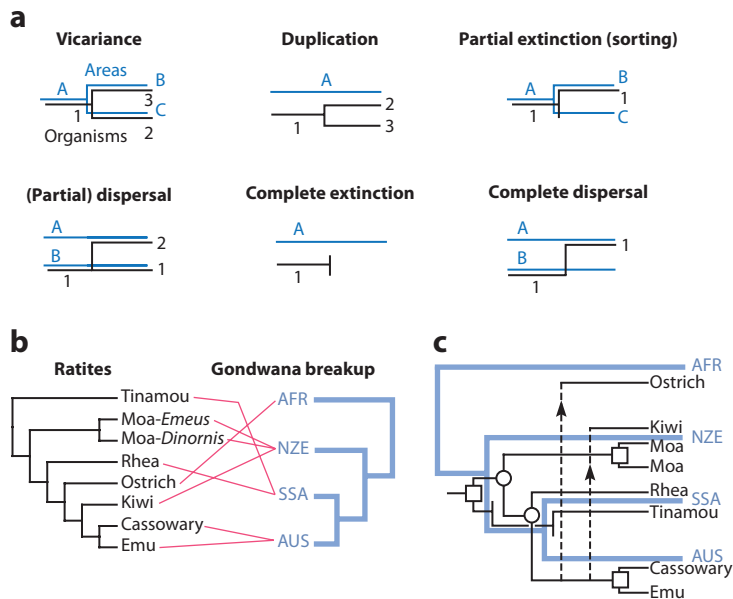 a
Vicariance
Duplication
Partial extinction (sorting)
Areas
A
B
3
C
1
Organisms
2
A
1
2
3
A
B
1
1
C
(Partial) dispersal
Complete extinction
Complete dispersal
A
2
B
1
1
A
1
A
1
B
1
b
Ratites
Gondwana breakup
Tinamou
Moa-Emeus
Moa-Dinornis
Rhea
Ostrich
Kiwi
Cassowary
Emu
AFR
NZE
SSA
AUS
c
AFR
Ostrich
Kiwi
NZE
Moa
Moa
Rhea
SSA
Tinamou
AUS
Cassowary
Emu